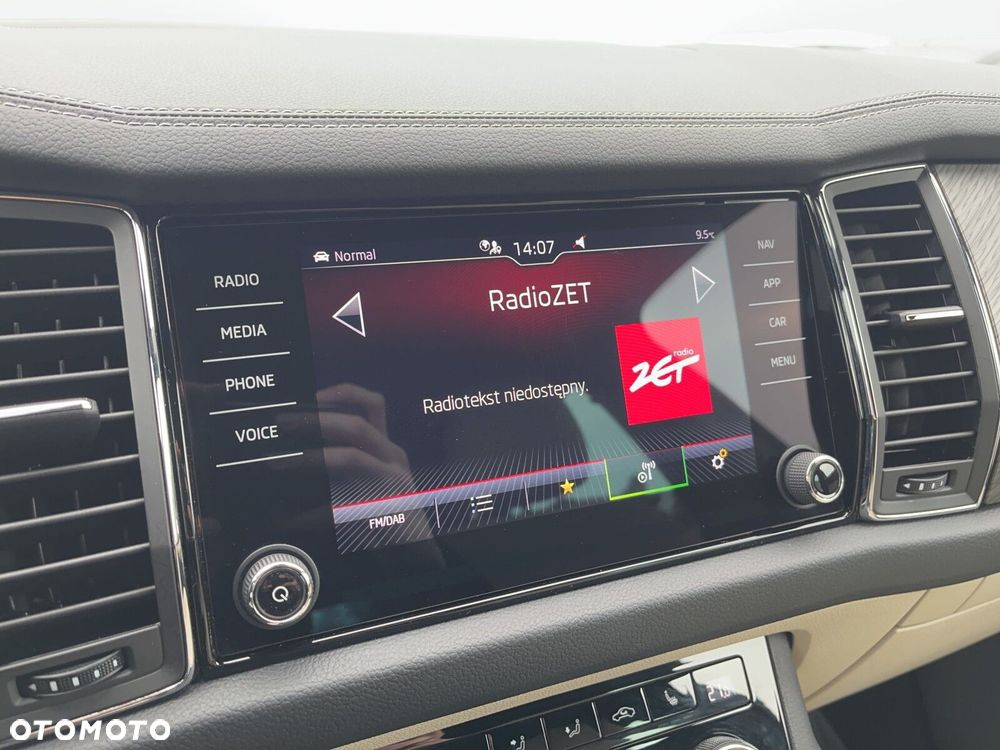 Normal
14:07
9.5°C
RadioZET
radio
ZET
Radiotekst niedostępny.
FM/DAB
RADIO
MEDIA
PHONE
VOICE
NAV
APP
CAR
MENU
OTOMOTO